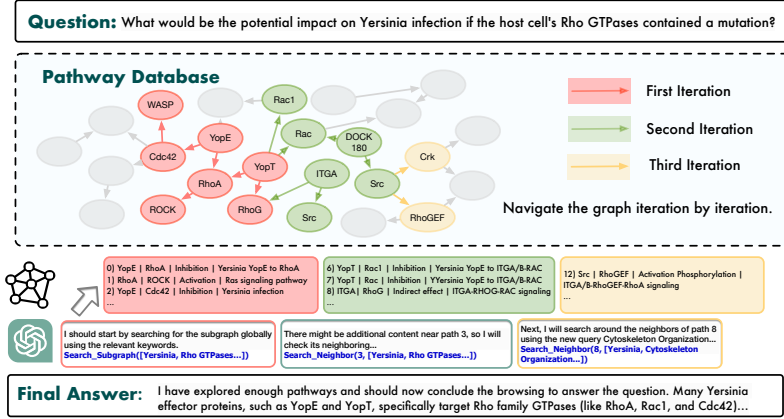 Question: What would be the potential impact on Yersinia infection if the host cell's Rho GTPases contained a mutation?
Pathway Database
WASP
Rac1
First Iteration
YopE
Rac
DOCK
180
Second Iteration
Cdc42
YopT
Crk
Third Iteration
RhoA
ITGA
Src
ROCK
RhoG
Src
RhoGEF
Navigate the graph iteration by iteration.
0) YopE | RhoA | Inhibition | Yersinia YopE to RhoA
1) RhoA | ROCK | Activation | Ras signaling pathway
2) YopE | Cdc42 | Inhibition | Yersinia infection
...
6) YopT | Rac1 | Inhibition | Yersinia YopE to ITGA/B-RAC
7) YopT | Rac | Inhibition | YYersinia YopE to ITGA/B-RAC
8) ITGA| RhoG | Indirect effect | ITGA-RHOG-RAC signaling
...
12) Src | RhoGEF | Activation Phosphorylation |
ITGA/B-RhoGEF-RhoA signaling
...
I should start by searching for the subgraph globally
using the relevant keywords.
Search_Subgraph([Yersinia, Rho GTPases...])
There might be additional content near path 3, so I will
check its neighboring...
Search_Neighbor(3, [Yersinia, Rho GTPases...])
Next, I will search around the neighbors of path 8
using the new query Cytoskeleton Organization...
Search_Neighbor(8, [Yersinia, Cytoskeleton
Organization...])
Final Answer: I have explored enough pathways and should now conclude the browsing to answer the question. Many Yersinia
effector proteins, such as YopE and YopT, specifically target Rho family GTPases (like RhoA, Rac1, and Cdc42)...